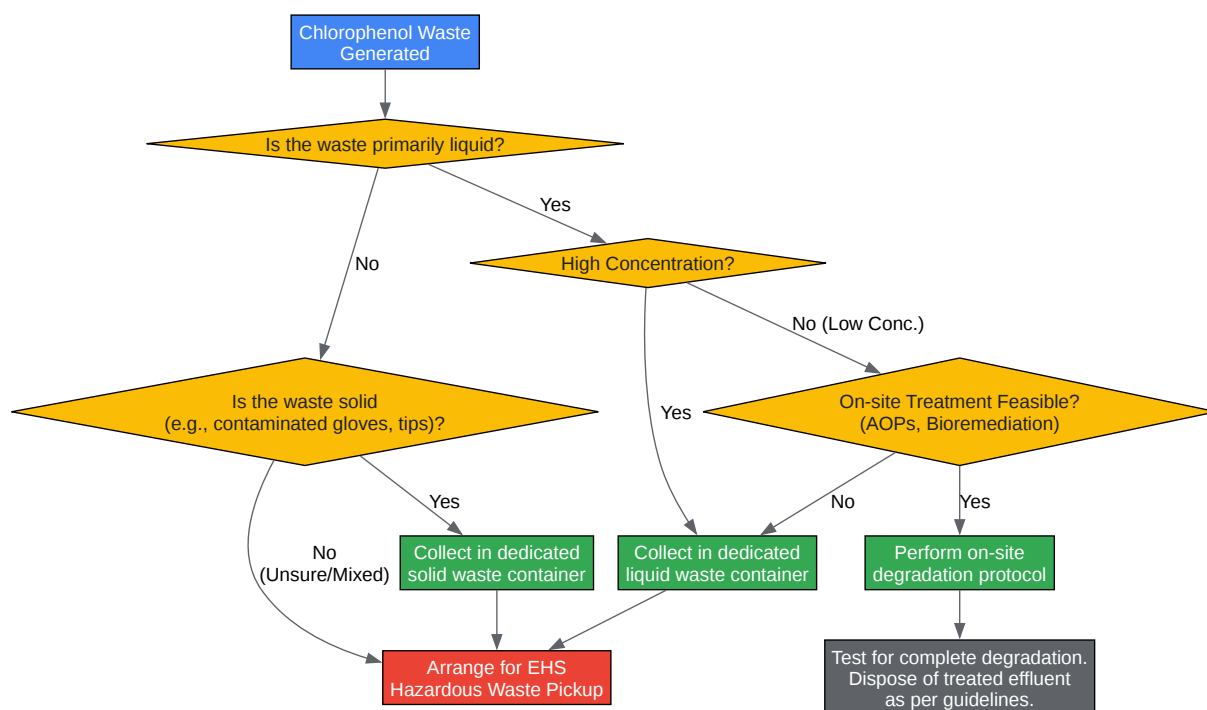 Chlorophenol Waste
Generated
Is the waste primarily liquid?
Yes
No
High Concentration?
No (Low Conc.)
Is the waste solid
(e.g., contaminated gloves, tips)?
Yes
On-site Treatment Feasible?
(AOPs, Bioremediation)
Yes
No
Yes
No
(Unsure/Mixed)
Collect in dedicated
solid waste container
Collect in dedicated
liquid waste container
Perform on-site
degradation protocol
Arrange for EHS
Hazardous Waste Pickup
Test for complete degradation.
Dispose of treated effluent
as per guidelines.